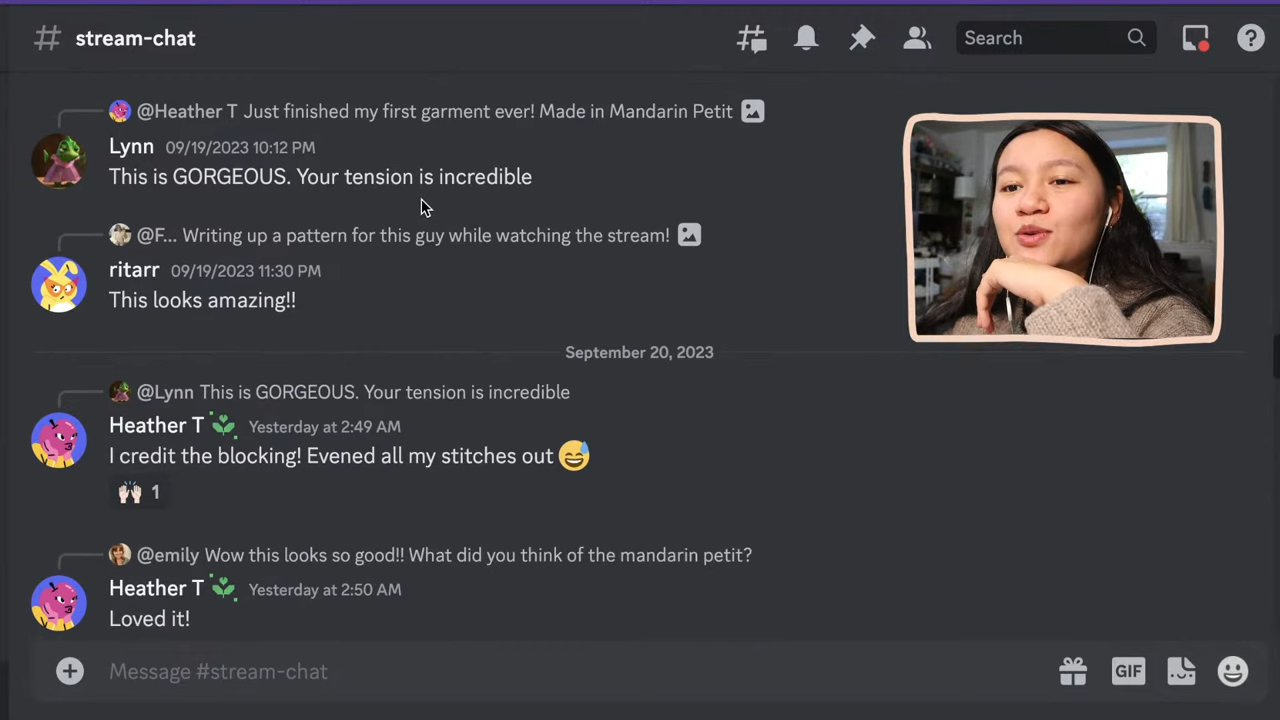 # stream-chat
Search
@Heather T Just finished my first garment ever! Made in Mandarin Petit
Lynn 09/19/2023 10:12 PM
This is GORGEOUS. Your tension is incredible
@F... Writing up a pattern for this guy while watching the stream!
ritarr 09/19/2023 11:30 PM
This looks amazing!!
September 20, 2023
@Lynn This is GORGEOUS. Your tension is incredible
Heather T Yesterday at 2:49 AM
I credit the blocking! Evened all my stitches out 😅
🙌🏻 1
@emily Wow this looks so good!! What did you think of the mandarin petit?
Heather T Yesterday at 2:50 AM
Loved it!
Message #stream-chat
GIF